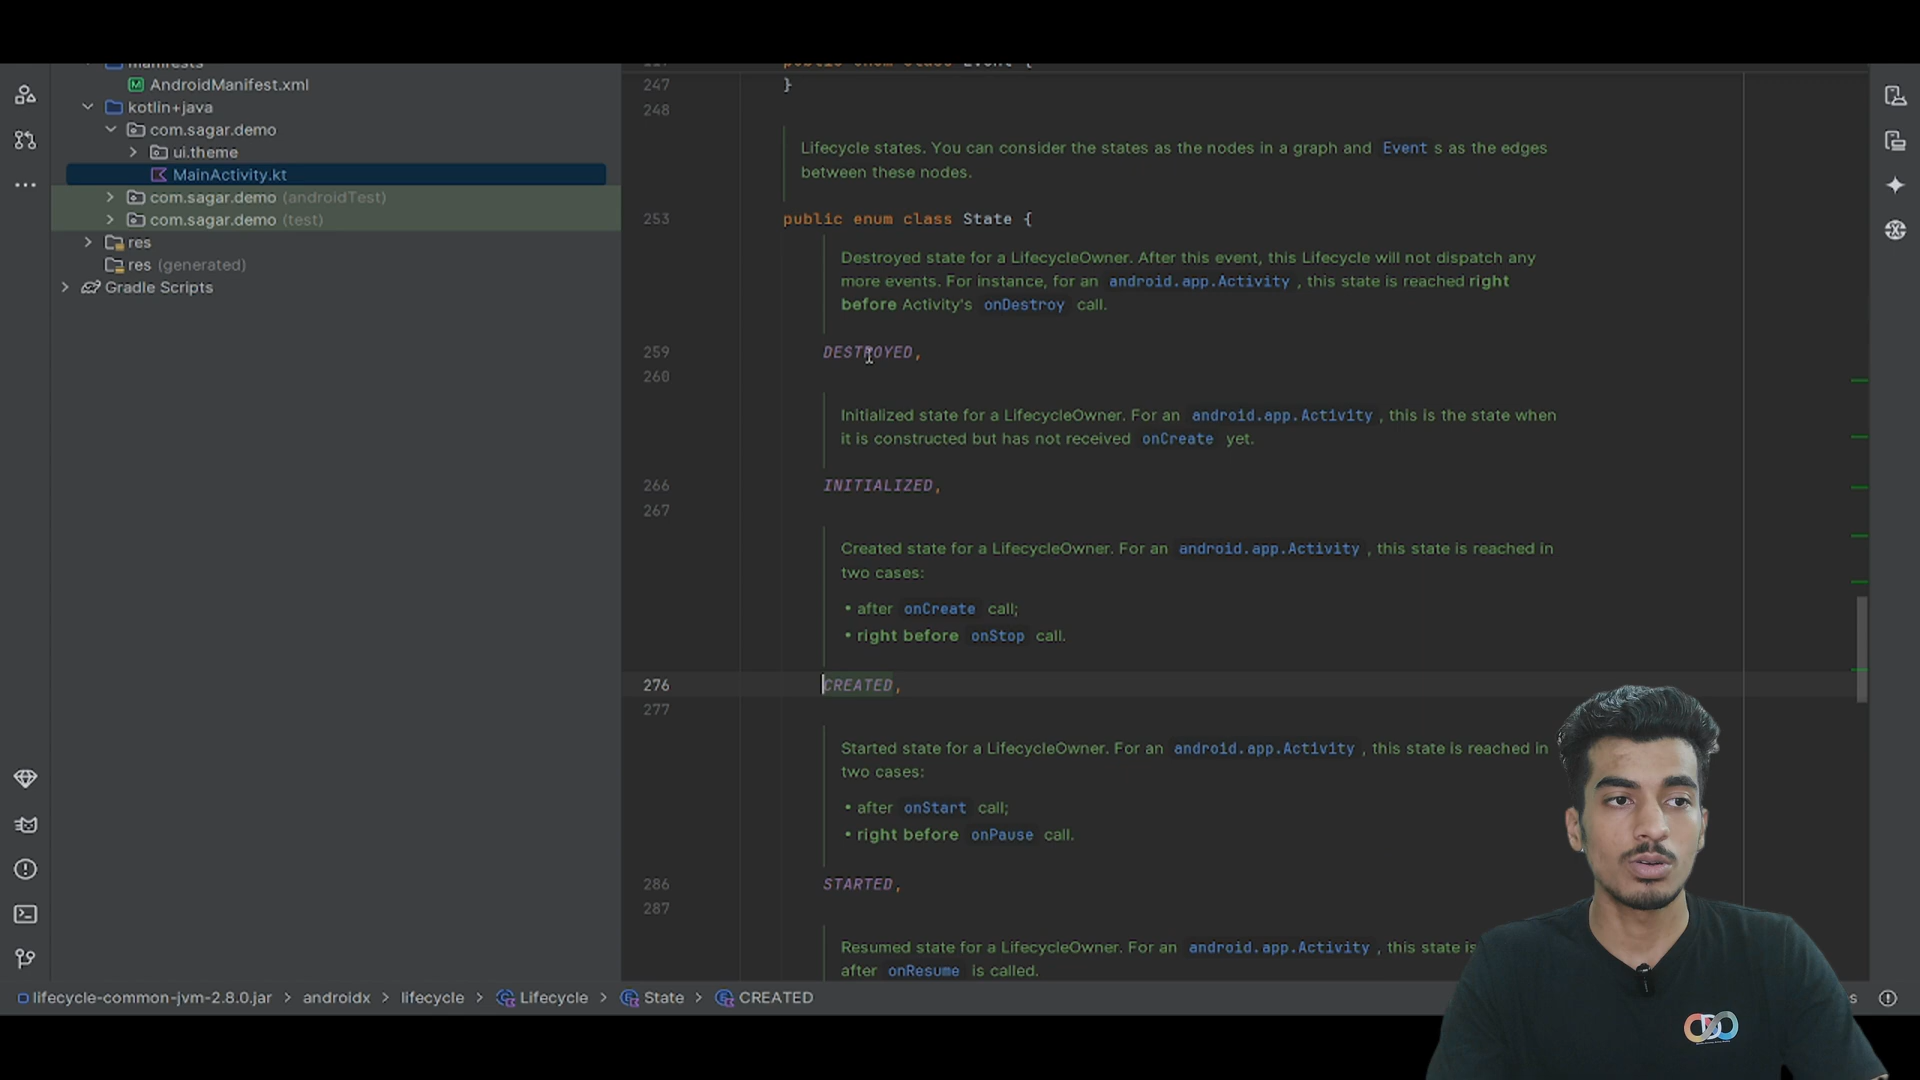 manifests
AndroidManifest.xml
kotlin+java
com.sagar.demo
ui.theme
MainActivity.kt
com.sagar.demo (androidTest)
com.sagar.demo (test)
res
res (generated)
Gradle Scripts
public enum class Event {
247 }
248
Lifecycle states. You can consider the states as the nodes in a graph and Event s as the edges
between these nodes.
253 public enum class State {
Destroyed state for a LifecycleOwner. After this event, this Lifecycle will not dispatch any
more events. For instance, for an android.app.Activity , this state is reached right
before Activity's onDestroy call.
259 DESTROYED,
260
Initialized state for a LifecycleOwner. For an android.app.Activity , this is the state when
it is constructed but has not received onCreate yet.
266 INITIALIZED,
267
Created state for a LifecycleOwner. For an android.app.Activity , this state is reached in
two cases:
• after onCreate call;
• right before onStop call.
276 CREATED,
277
Started state for a LifecycleOwner. For an android.app.Activity , this state is reached in
two cases:
• after onStart call;
• right before onPause call.
286 STARTED,
287
Resumed state for a LifecycleOwner. For an android.app.Activity , this state is
after onResume is called.
lifecycle-common-jvm-2.8.0.jar > androidx > lifecycle > Lifecycle > State > CREATED